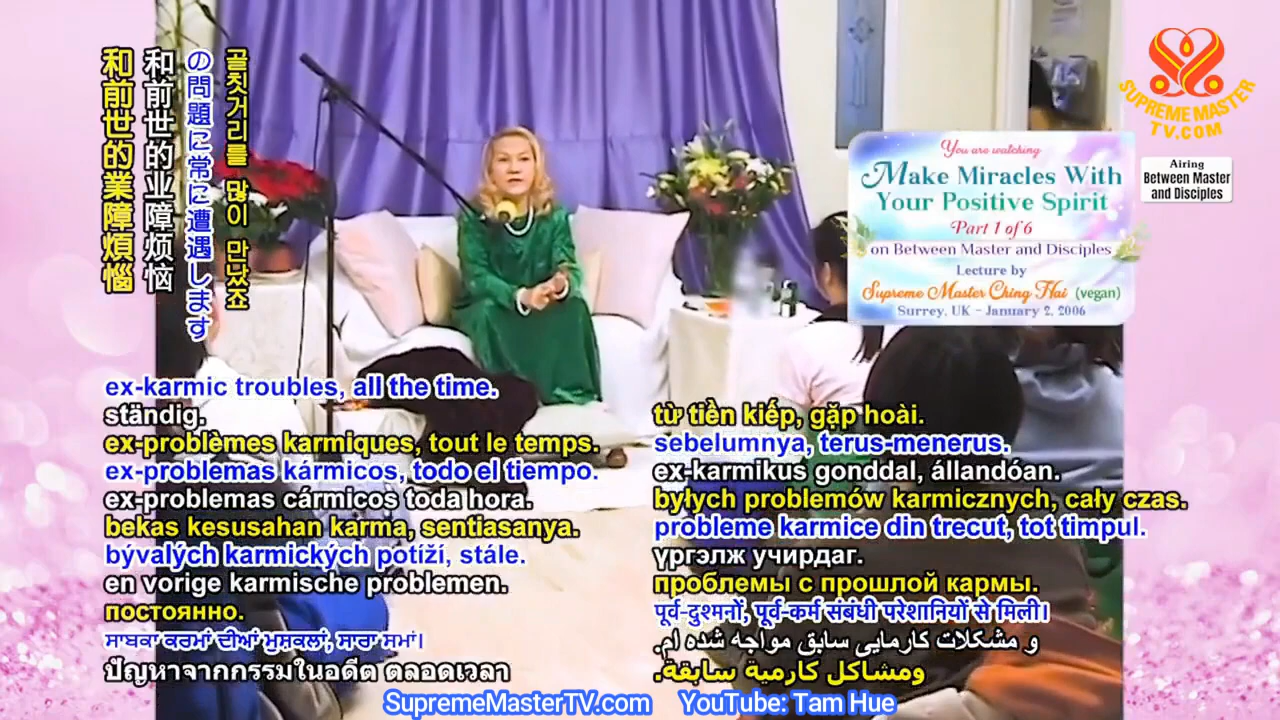 和前世的業障煩惱
和前世的业障烦恼
の問題に常に遭遇します
골칫거리를 많이 만났죠
SUPREME MASTER
TV.COM
Airing
Between Master
and Disciples
You are watching
Make Miracles With
Your Positive Spirit
Part 1 of 6
on Between Master and Disciples
Lecture by
Supreme Master Ching Hai (vegan)
Surrey, UK - January 2, 2006
ex-karmic troubles, all the time.
ständig.
ex-problèmes karmiques, tout le temps.
ex-problemas kármicos, todo el tiempo.
ex-problemas cármicos toda hora.
bekas kesusahan karma, sentiasanya.
bývalých karmických potíží, stále.
en vorige karmische problemen.
постоянно.
ਸਾਬਕਾ ਕਰਮਾਂ ਦੀਆਂ ਮੁਸ਼ਕਲਾਂ, ਸਾਰਾ ਸਮਾਂ।
ปัญหาจากกรรมในอดีต ตลอดเวลา
từ tiền kiếp, gặp hoài.
sebelumnya, terus-menerus.
ex-karmikus gonddal, állandóan.
byłych problemów karmicznych, cały czas.
probleme karmice din trecut, tot timpul.
үргэлж учирдаг.
проблемы с прошлой кармы.
पूर्व-दुश्मनों, पूर्व-कर्म संबंधी परेशानियों से मिली।
و مشکلات کارمایی سابق مواجه شده ام.
ومشاكل كارمية سابقة.
SupremeMasterTV.com YouTube: Tam Hue